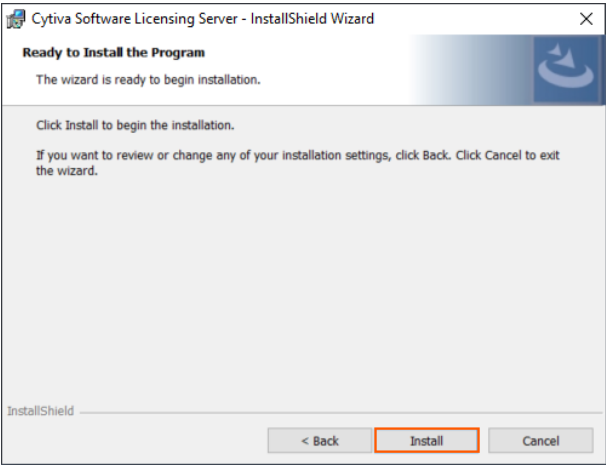 Cytiva Software Licensing Server - InstallShield Wizard
Ready to Install the Program
The wizard is ready to begin installation.
Click Install to begin the installation.
If you want to review or change any of your installation settings, click Back. Click Cancel to exit
the wizard.
InstallShield
< Back
Install
Cancel